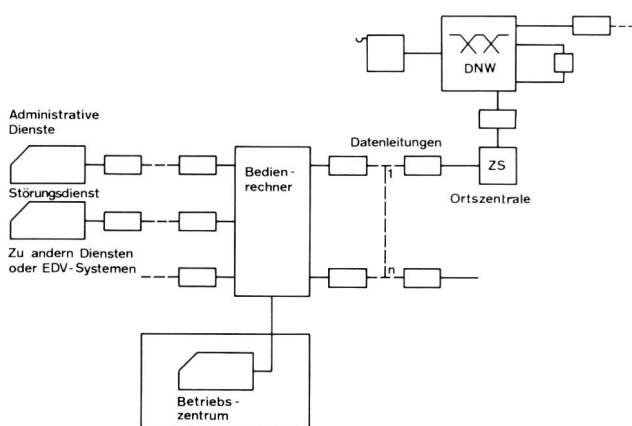 DNW
Administrative
Dienste
Störungsdienst
Zu andern Diensten
oder EDV-Systemen
Bedien-
rechner
Datenleitungen
1
n
ZS
Ortszentrale
Betriebs-
zentrum